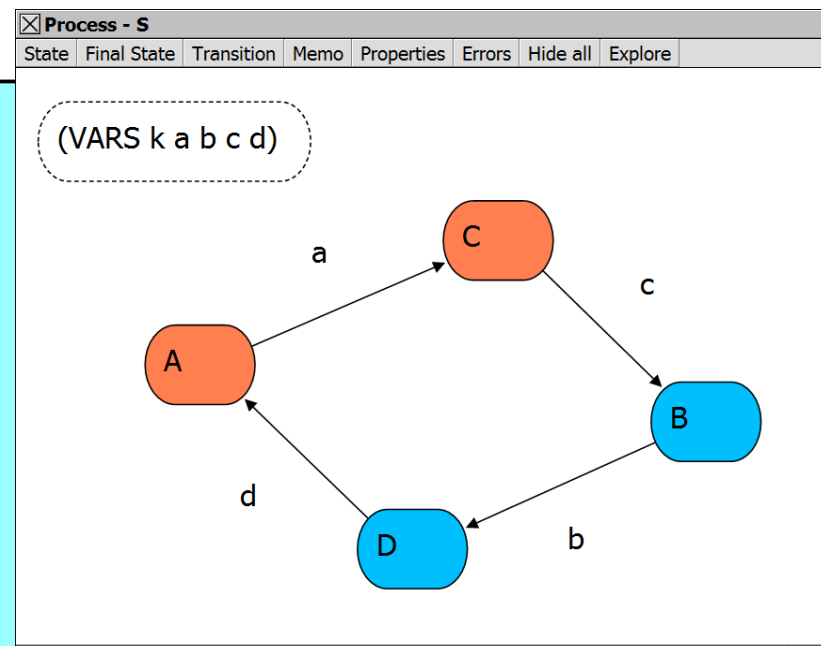 Process - S
State Final State Transition Memo Properties Errors Hide all Explore
(VARS k a b c d)
C
a
c
A
B
d
D
b